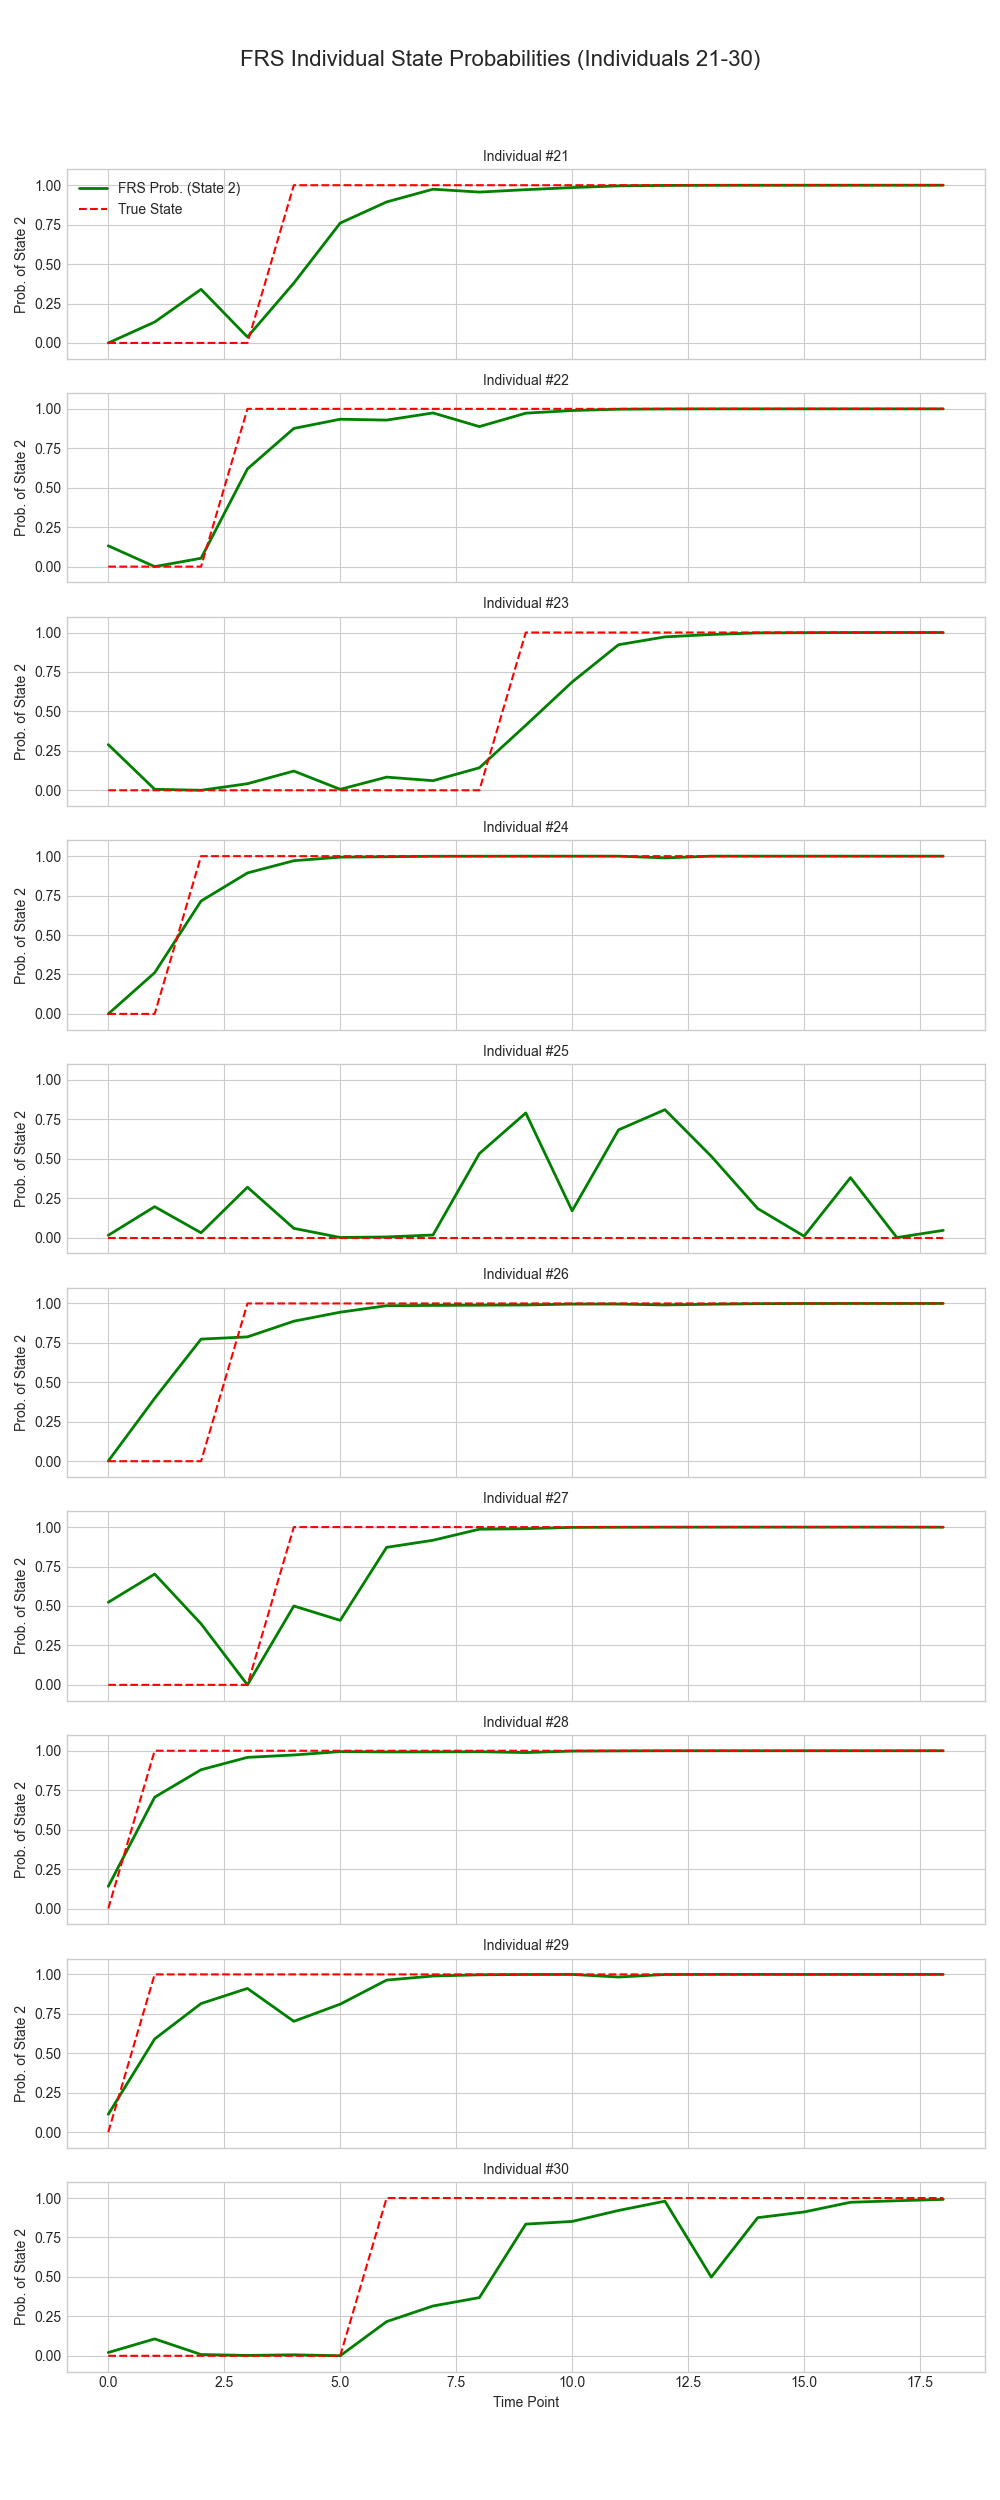 FRS Individual State Probabilities (Individuals 21-30)
Individual #21
Prob. of State 2
1.00
0.75
0.50
0.25
0.00
FRS Prob. (State 2)
True State
Individual #22
Prob. of State 2
1.00
0.75
0.50
0.25
0.00
Individual #23
Prob. of State 2
1.00
0.75
0.50
0.25
0.00
Individual #24
Prob. of State 2
1.00
0.75
0.50
0.25
0.00
Individual #25
Prob. of State 2
1.00
0.75
0.50
0.25
0.00
Individual #26
Prob. of State 2
1.00
0.75
0.50
0.25
0.00
Individual #27
Prob. of State 2
1.00
0.75
0.50
0.25
0.00
Individual #28
Prob. of State 2
1.00
0.75
0.50
0.25
0.00
Individual #29
Prob. of State 2
1.00
0.75
0.50
0.25
0.00
Individual #30
Prob. of State 2
1.00
0.75
0.50
0.25
0.00
0.0 2.5 5.0 7.5 10.0 12.5 15.0 17.5
Time Point